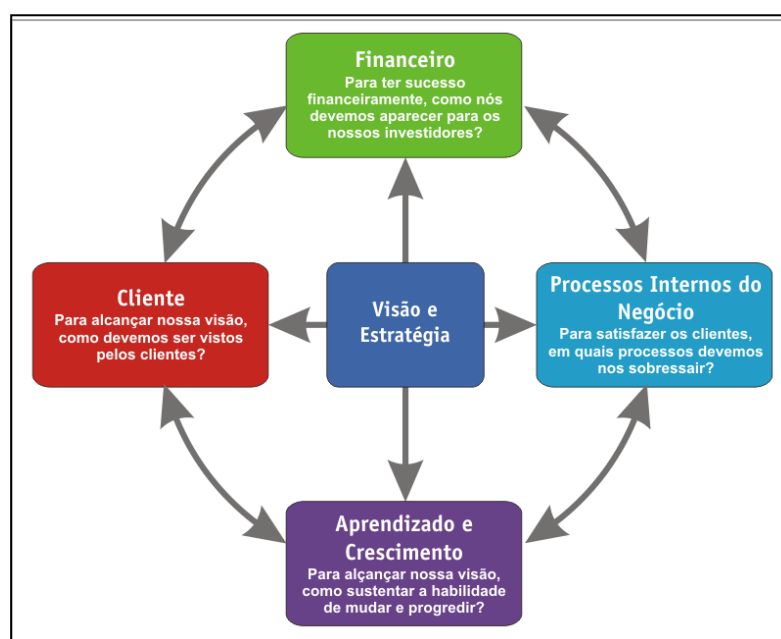 Financeiro
Para ter sucesso
financeiramente, como nós
devemos aparecer para os
nossos investidores?
Cliente
Para alcançar nossa visão,
como devemos ser vistos
pelos clientes?
Visão e
Estratégia
Processos Internos do
Negócio
Para satisfazer os clientes,
em quais processos devemos
nos sobressair?
Aprendizado e
Crescimento
Para alçançar nossa visão,
como sustentar a habilidade
de mudar e progredir?